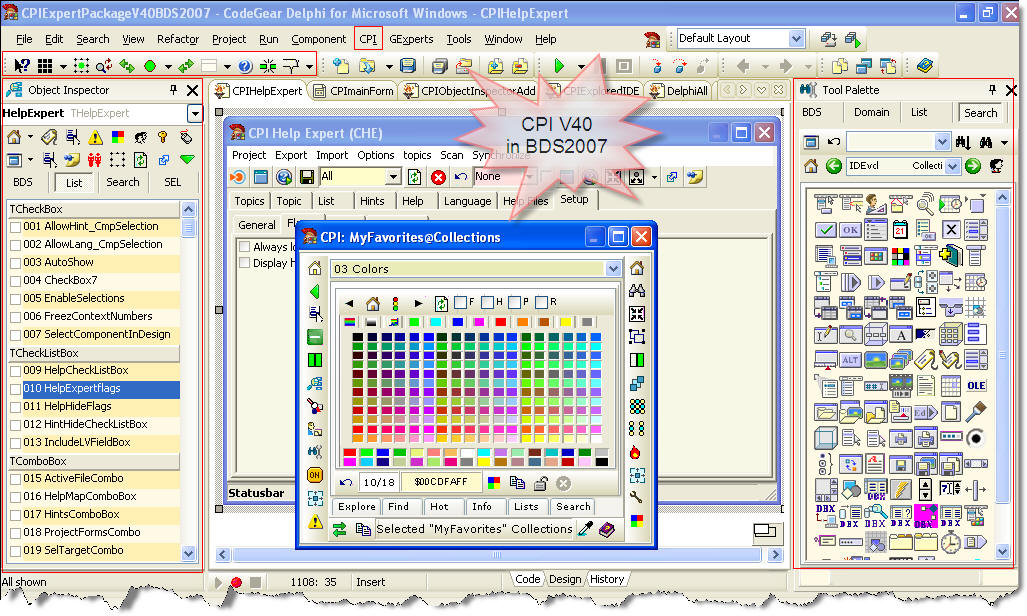 CPIExpertPackageV40BDS2007 - CodeGear Delphi for Microsoft Windows - CPIHelpExpert
File Edit Search View Refactor Project Run Component CPI GExperts Tools Window Help
Default Layout
Object Inspector
HelpExpert THelpExpert
All
BDS List Search SEL
TCheckBox
001 AllowHint_CmpSelection
002 AllowLang_CmpSelection
003 AutoShow
004 CheckBox7
005 EnableSelections
006 FreezContextNumbers
007 SelectComponentInDesign
TCheckListBox
009 HelpCheckListBox
010 HelpExpertflags
011 HelpHideFlags
012 HintHideCheckListBox
013 IncludeLVFieldBox
TComboBox
015 ActiveFileCombo
016 HelpMapComboBox
017 HintsComboBox
018 ProjectFormsCombo
019 SelTargetCombo
All shown
CPIHelpExpert CPIMainForm CPIObjectInspectorAdd CPIExploredIDE DelphiAll
CPI V40
in BDS2007
CPI Help Expert (CHE)
Project Export Import Options topics Scan Synchronize
All None
Topics Topic List Hints Help Language Help Files Setup
General
Always
Display
Statusbar
CPI: MyFavorites@Collections
03 Colors
F H P R
ON
10/18 $00CDFAFF
Explore Find Hot Info Lists Search
Selected "MyFavorites" Collections
1108: 35 Insert
Code Design History
Tool Palette
BDS Domain List Search
IDEvcl Collecti
OK
21
A
ALT
OLE
Ed
DBX
DBX
DBX
DBX
DBX